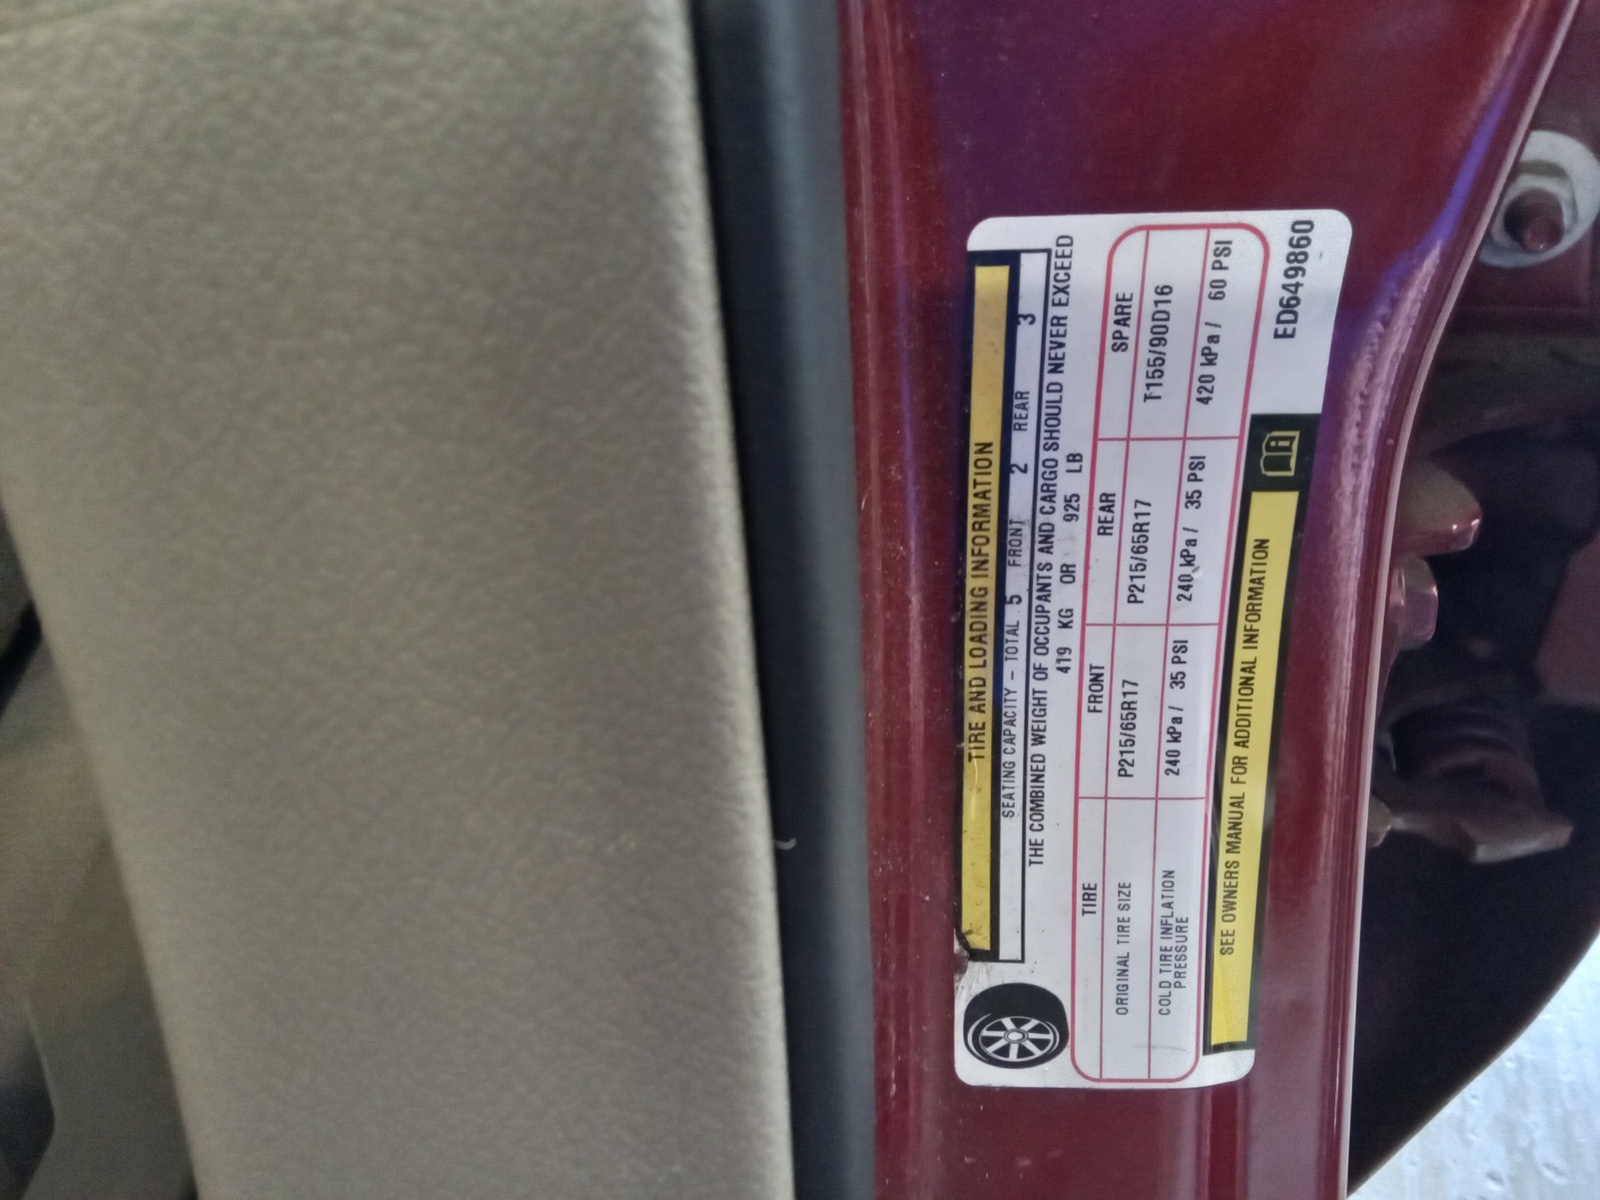 TIRE AND LOADING INFORMATION
SEATING CAPACITY – TOTAL 5 FRONT 2 REAR 3
THE COMBINED WEIGHT OF OCCUPANTS AND CARGO SHOULD NEVER EXCEED
419 KG OR 925 LB
TIRE FRONT REAR SPARE
ORIGINAL TIRE SIZE P215/65R17 P215/65R17 T155/90D16
COLD TIRE INFLATION PRESSURE 240 kPa / 35 PSI 240 kPa / 35 PSI 420 kPa / 60 PSI
SEE OWNERS MANUAL FOR ADDITIONAL INFORMATION
ED649860